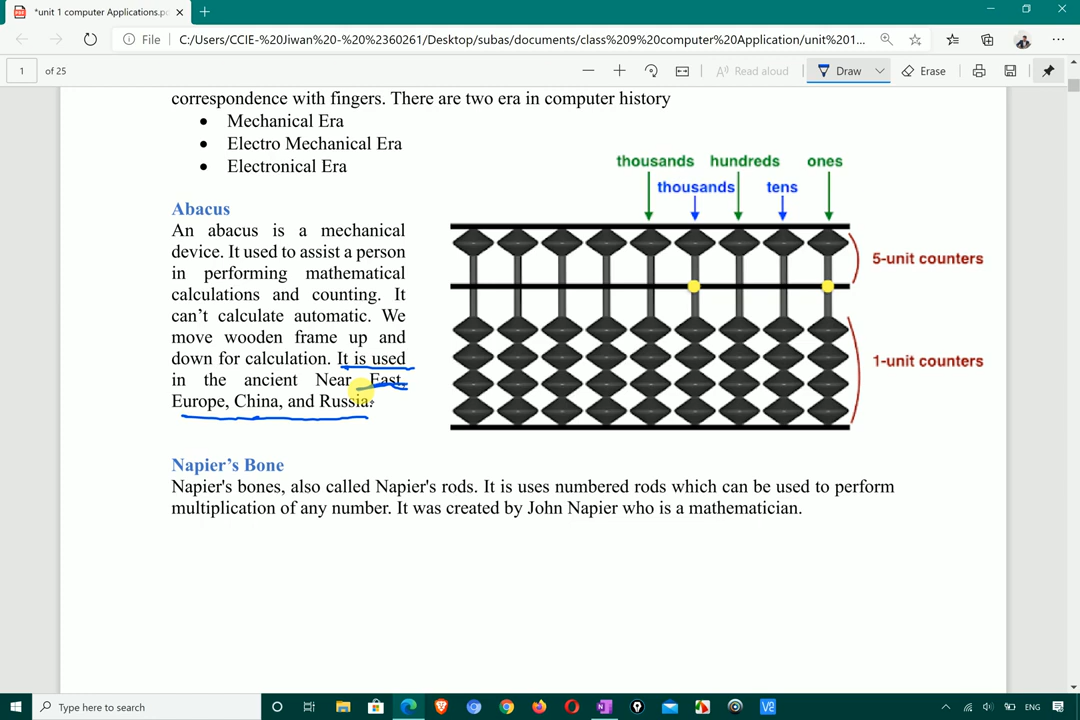 *unit 1 computer Applications.pd
File
C:/Users/CCIE-%20Jiwan%20-%20%2360261/Desktop/subas/documents/class%209%20computer%20Application/unit%201...
1 of 25
Read aloud
Draw
Erase
correspondence with fingers. There are two era in computer history
• Mechanical Era
• Electro Mechanical Era
• Electronical Era
thousands hundreds ones
thousands tens
Abacus
An abacus is a mechanical
device. It used to assist a person
in performing mathematical
calculations and counting. It
can't calculate automatic. We
move wooden frame up and
down for calculation. It is used
in the ancient Near East,
Europe, China, and Russia.
5-unit counters
1-unit counters
Napier's Bone
Napier's bones, also called Napier's rods. It is uses numbered rods which can be used to perform
multiplication of any number. It was created by John Napier who is a mathematician.
Type here to search
ENG